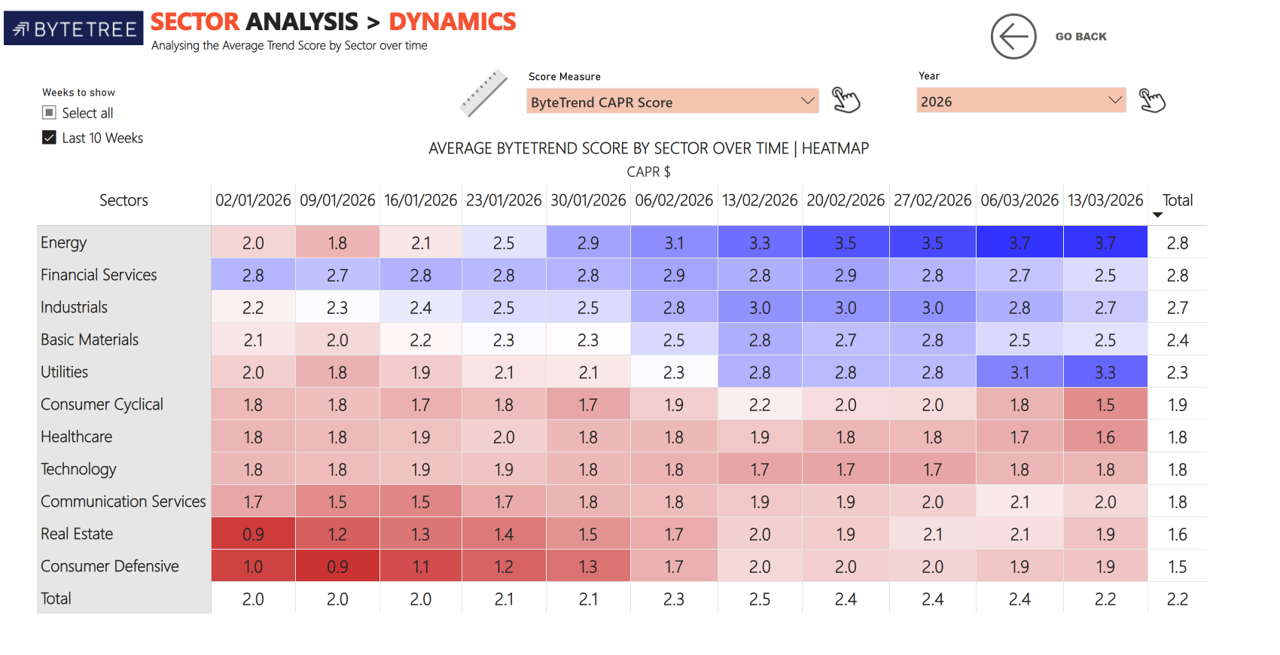 BYTETREE
SECTOR ANALYSIS > DYNAMICS
Analysing the Average Trend Score by Sector over time
GO BACK
Weeks to show
Select all
Last 10 Weeks
Score Measure
ByteTrend CAPR Score
Year
2026
AVERAGE BYTETREND SCORE BY SECTOR OVER TIME | HEATMAP
CAPR $
Sectors 02/01/2026 09/01/2026 16/01/2026 23/01/2026 30/01/2026 06/02/2026 13/02/2026 20/02/2026 27/02/2026 06/03/2026 13/03/2026 Total
Energy 2.0 1.8 2.1 2.5 2.9 3.1 3.3 3.5 3.5 3.7 3.7 2.8
Financial Services 2.8 2.7 2.8 2.8 2.8 2.9 2.8 2.9 2.8 2.7 2.5 2.8
Industrials 2.2 2.3 2.4 2.5 2.5 2.8 3.0 3.0 3.0 2.8 2.7 2.7
Basic Materials 2.1 2.0 2.2 2.3 2.3 2.5 2.8 2.7 2.8 2.5 2.5 2.4
Utilities 2.0 1.8 1.9 2.1 2.1 2.3 2.8 2.8 2.8 3.1 3.3 2.3
Consumer Cyclical 1.8 1.8 1.7 1.8 1.7 1.9 2.2 2.0 2.0 1.8 1.5 1.9
Healthcare 1.8 1.8 1.9 2.0 1.8 1.8 1.9 1.8 1.8 1.7 1.6 1.8
Technology 1.8 1.8 1.9 1.9 1.8 1.8 1.7 1.7 1.7 1.8 1.8 1.8
Communication Services 1.7 1.5 1.5 1.7 1.8 1.8 1.9 1.9 2.0 2.1 2.0 1.8
Real Estate 0.9 1.2 1.3 1.4 1.5 1.7 2.0 1.9 2.1 2.1 1.9 1.6
Consumer Defensive 1.0 0.9 1.1 1.2 1.3 1.7 2.0 2.0 2.0 1.9 1.9 1.5
Total 2.0 2.0 2.0 2.1 2.1 2.3 2.5 2.4 2.4 2.4 2.2 2.2